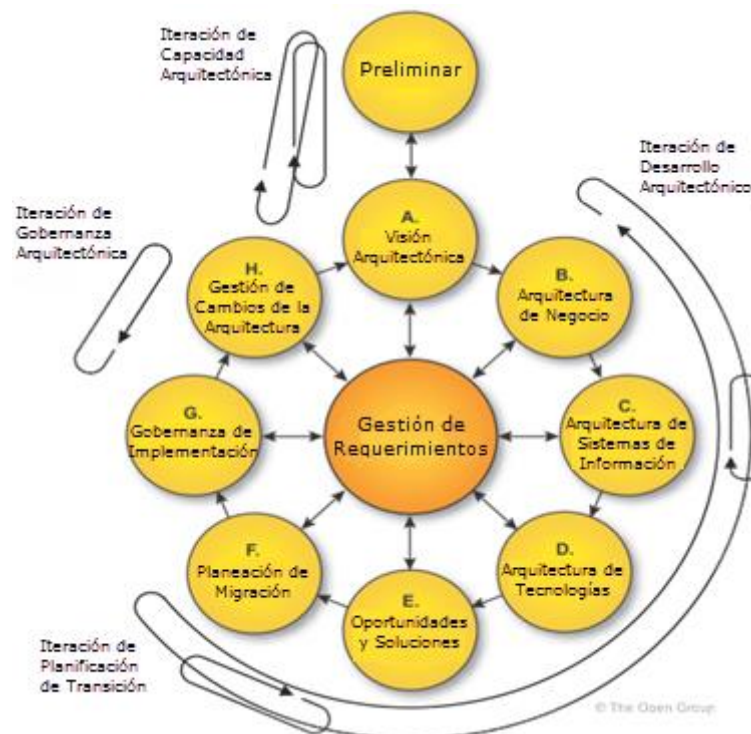 Iteración de
Capacidad
Arquitectónica
Preliminar
Iteración de
Desarrollo
Arquitectónico
Iteración de
Gobernanza
Arquitectónica
A.
Visión
Arquitectónica
H.
Gestión de
Cambios de la
Arquitectura
B.
Arquitectura
de Negocio
G.
Gobernanza de
Implementación
Gestión de
Requerimientos
C.
Arquitectura de
Sistemas de
Información
F.
Planeación de
Migración
D.
Arquitectura de
Tecnologías
E.
Oportunidades
y Soluciones
Iteración de
Planificación
de Transición
© The Open Group